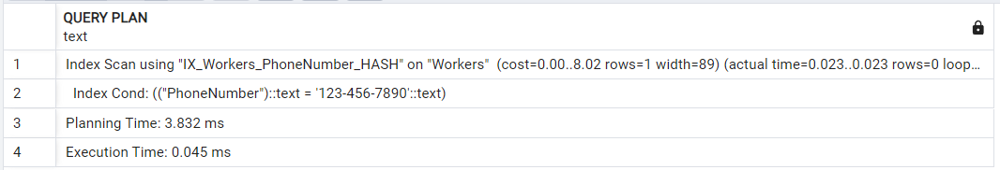 QUERY PLAN
text
1 Index Scan using "IX_Workers_PhoneNumber_HASH" on "Workers" (cost=0.00..8.02 rows=1 width=89) (actual time=0.023..0.023 rows=0 loop...
2 Index Cond: (("PhoneNumber")::text = '123-456-7890'::text)
3 Planning Time: 3.832 ms
4 Execution Time: 0.045 ms